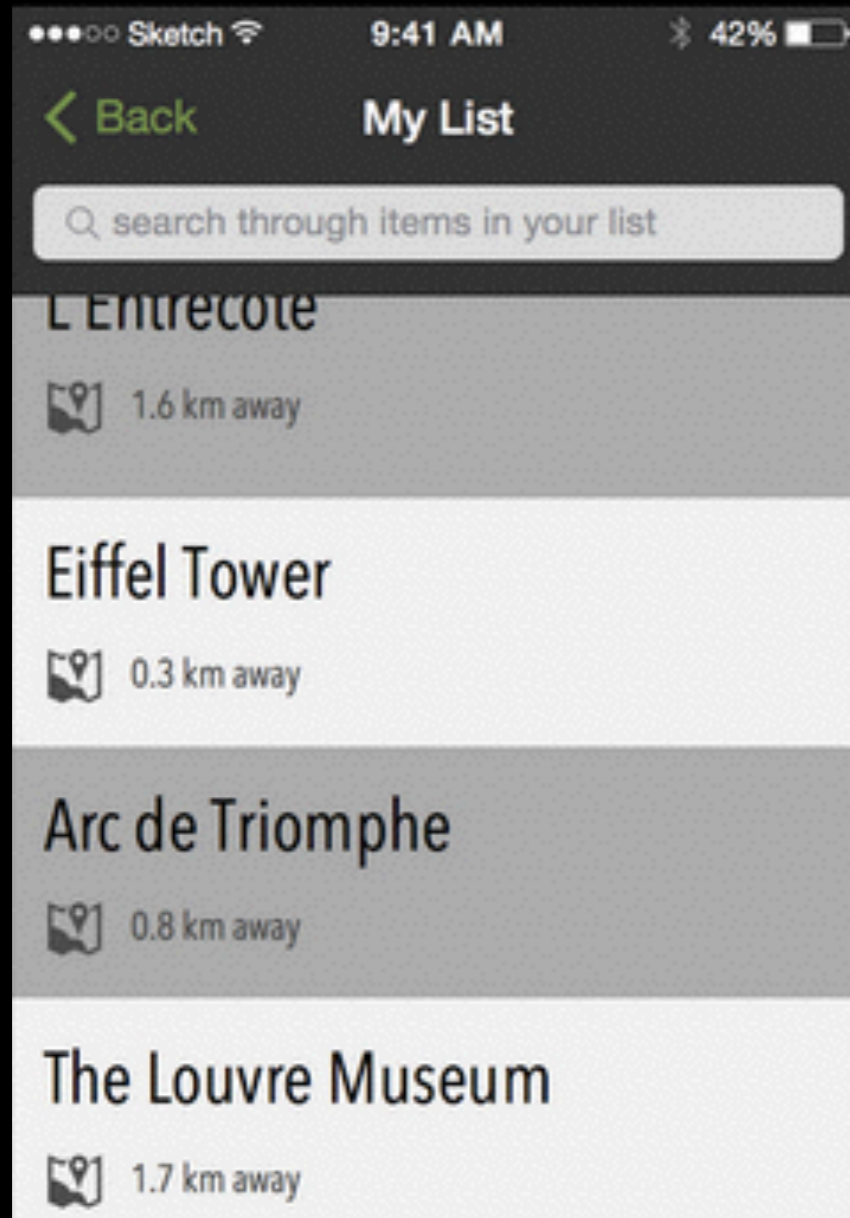 Sketch 9:41 AM 42%
Back My List
search through items in your list
L'Entrecote
1.6 km away
Eiffel Tower
0.3 km away
Arc de Triomphe
0.8 km away
The Louvre Museum
1.7 km away